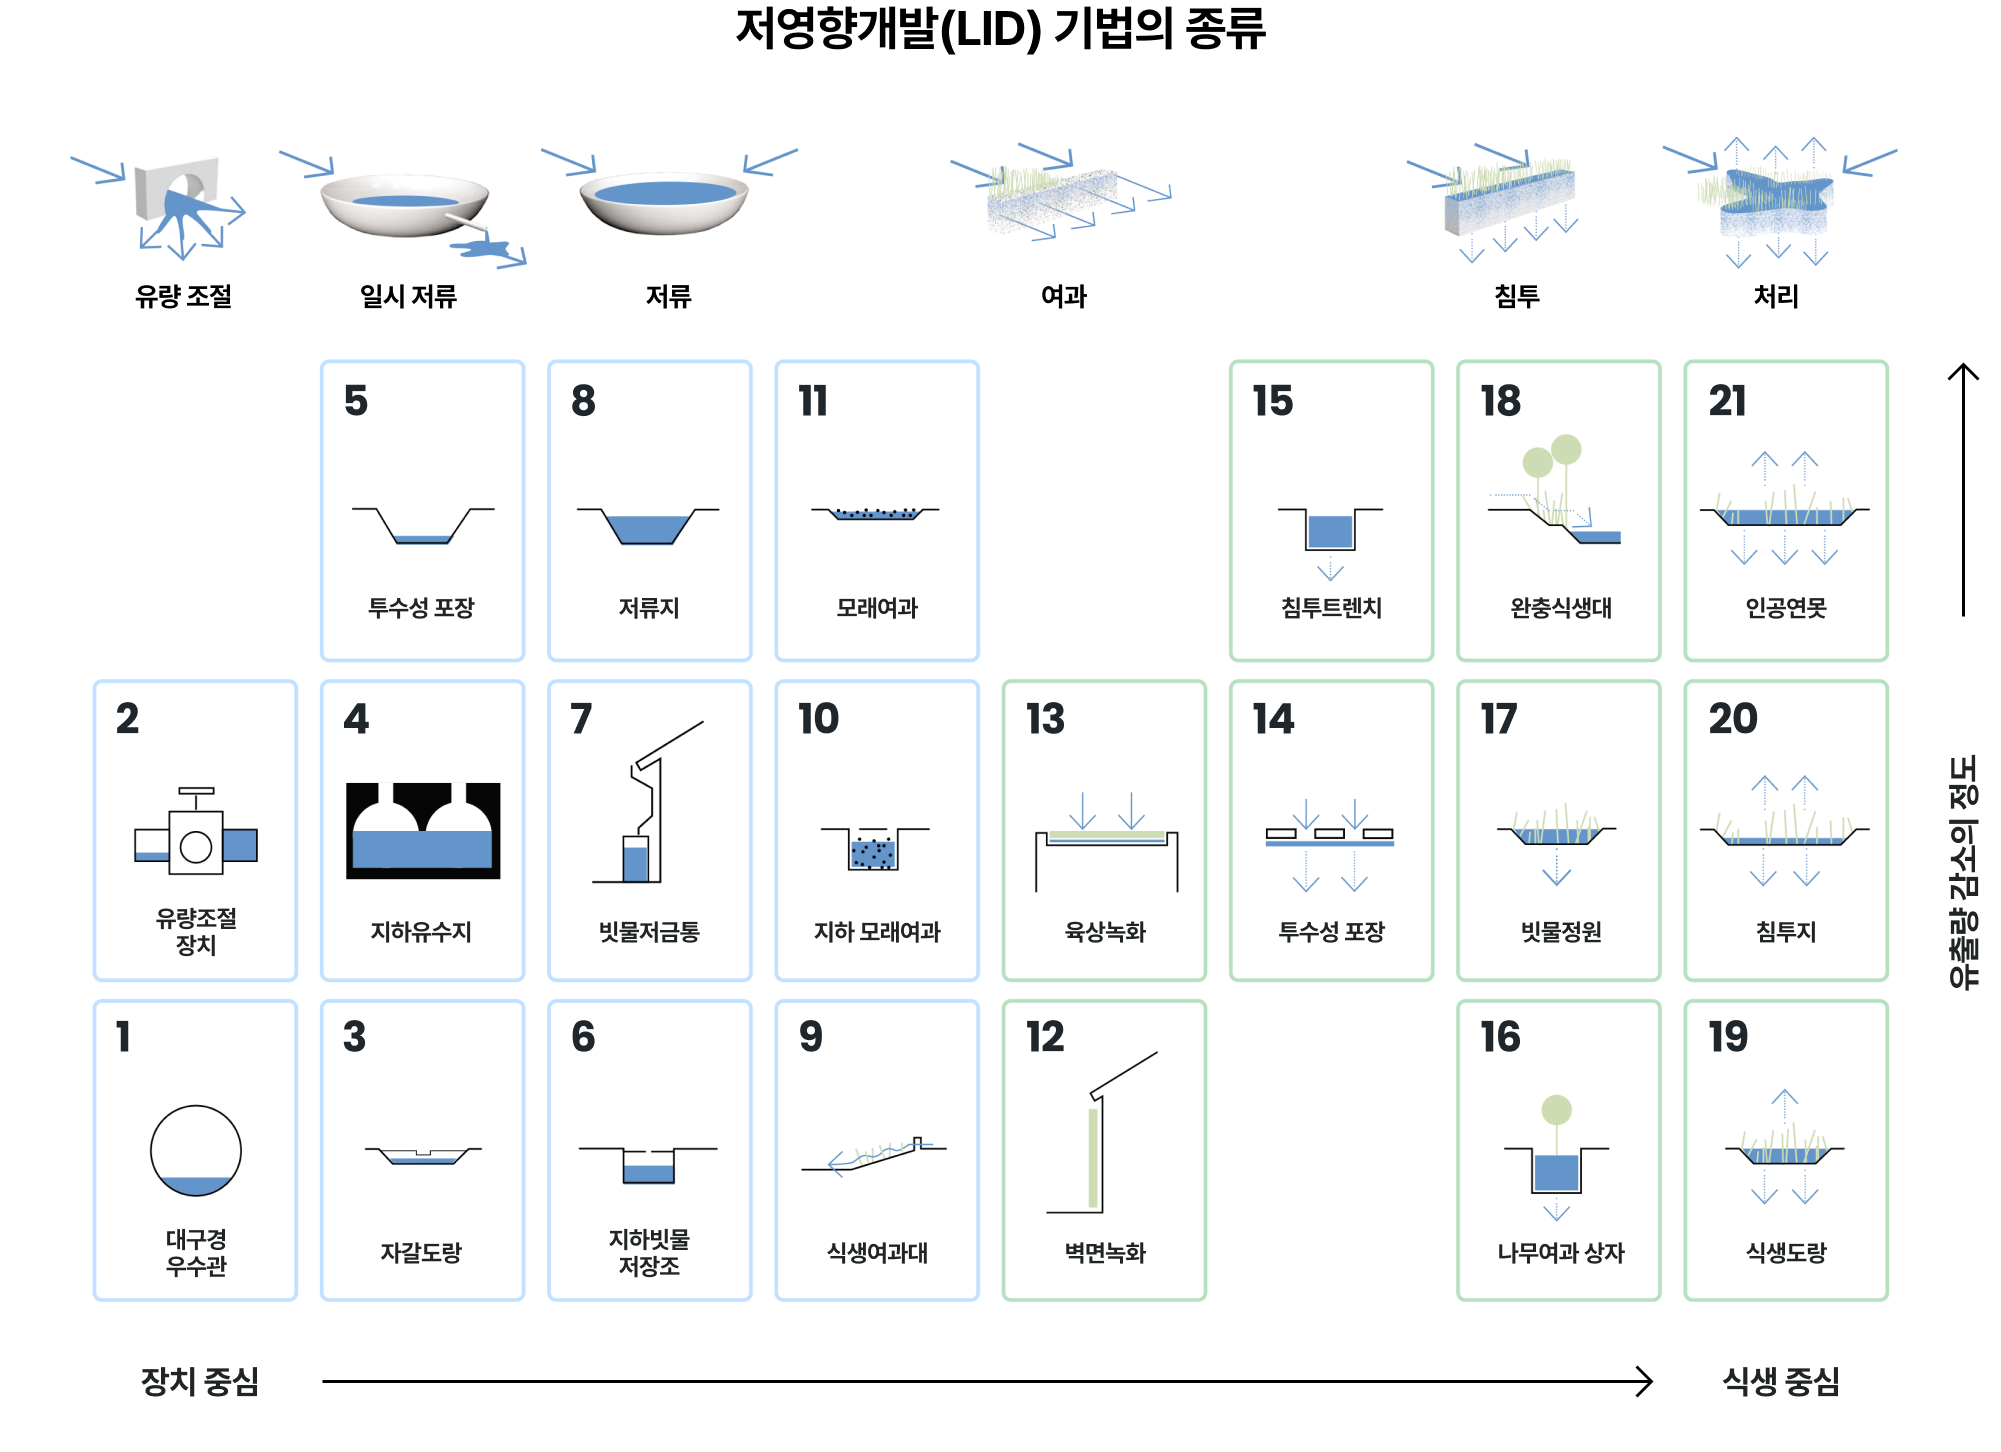 저영향개발(LID) 기법의 종류
유량 조절
일시 저류
저류
여과
침투
처리
5
투수성 포장
8
저류지
11
모래여과
15
침투트렌치
18
완충식생대
21
인공연못
2
유량조절
장치
4
지하유수지
7
빗물저금통
10
지하 모래여과
13
육상녹화
14
투수성 포장
17
빗물정원
20
침투지
1
대구경
우수관
3
자갈도랑
6
지하빗물
저장조
9
식생여과대
12
벽면녹화
16
나무여과 상자
19
식생도랑
유출량 감소의 정도
장치 중심
식생 중심